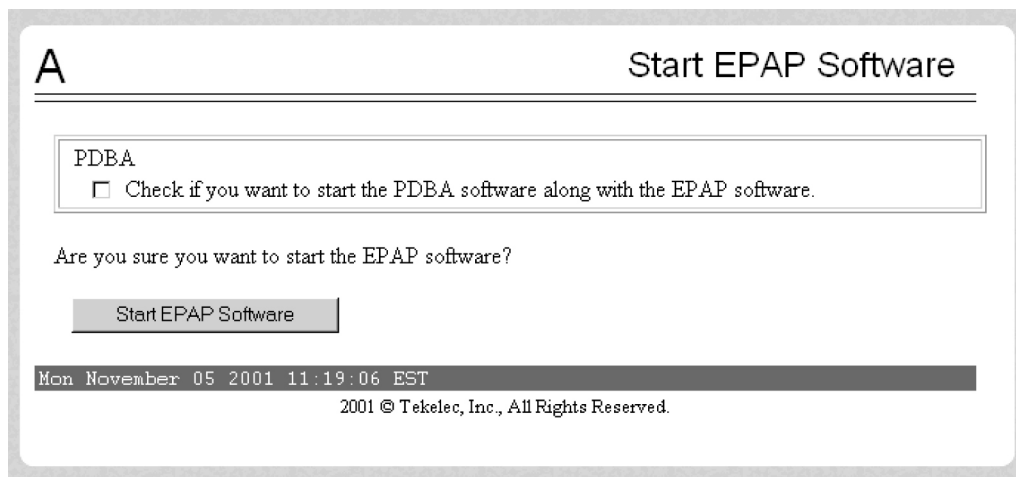 A
Start EPAP Software
PDBA
Check if you want to start the PDBA software along with the EPAP software.
Are you sure you want to start the EPAP software?
Start EPAP Software
Mon November 05 2001 11:19:06 EST
2001 © Tekelec, Inc., All Rights Reserved.